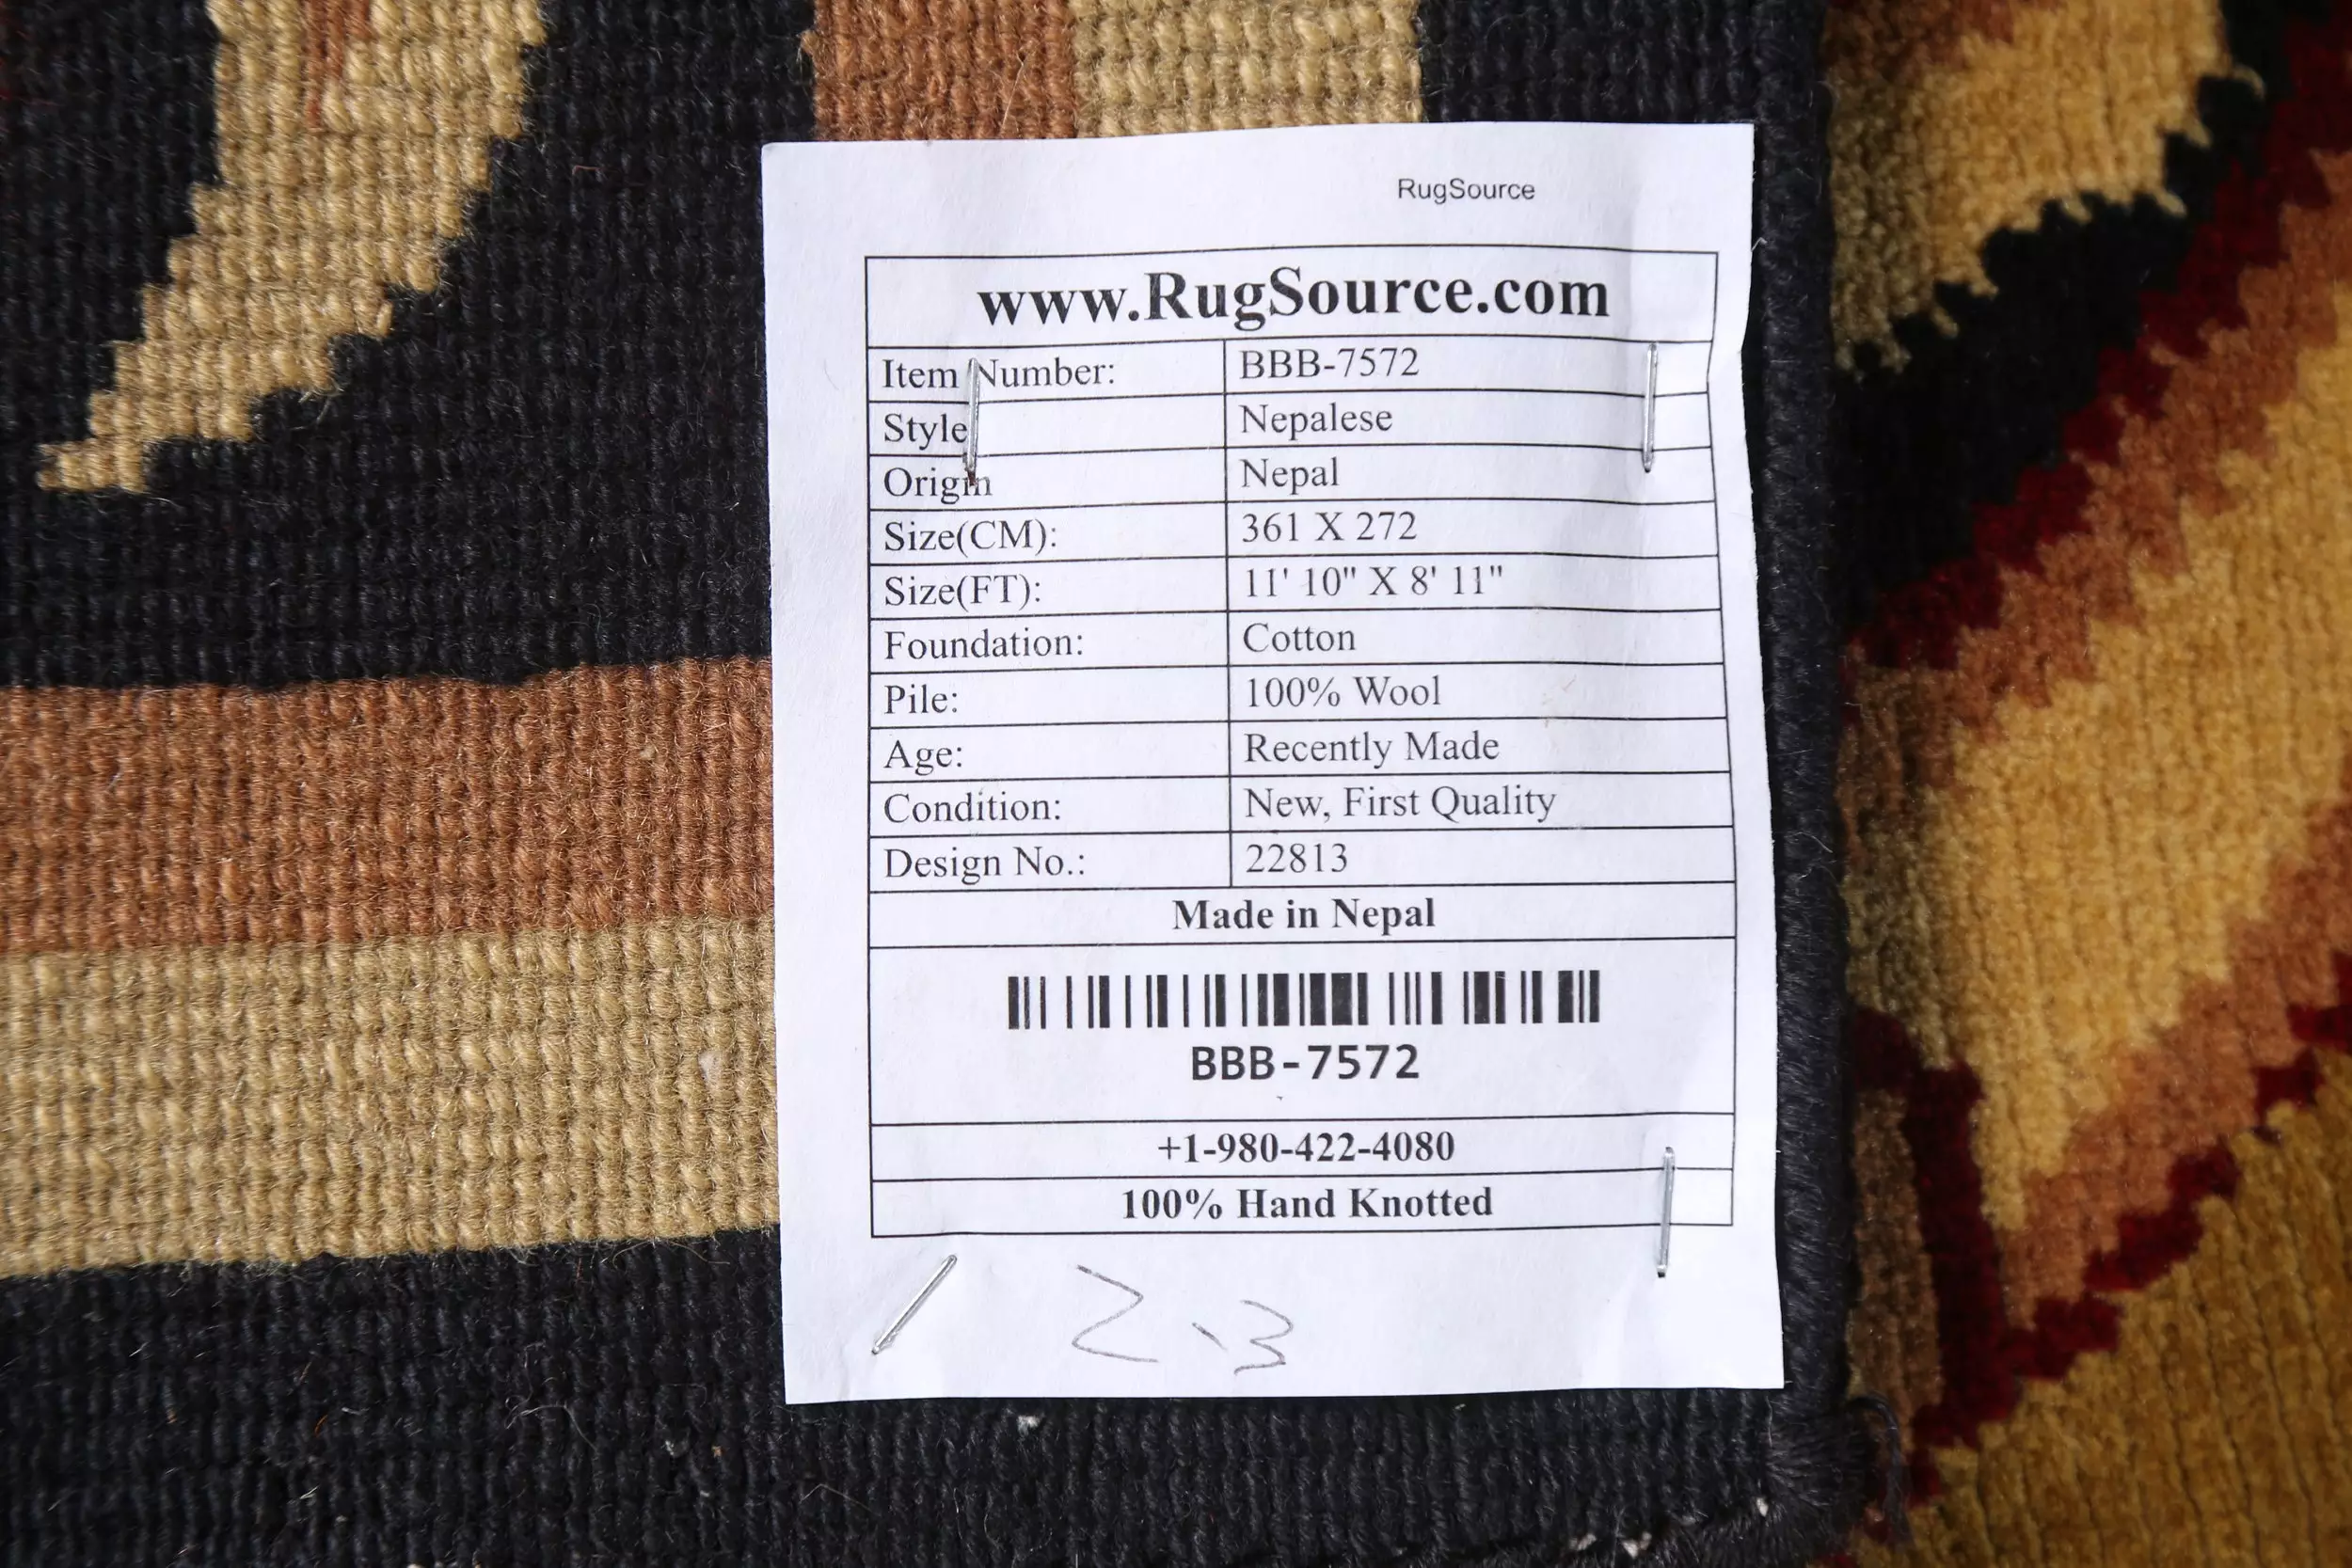 RugSource
www.RugSource.com
Item Number: BBB-7572
Style Nepalese
Origin Nepal
Size(CM): 361 X 272
Size(FT): 11' 10" X 8' 11"
Foundation: Cotton
Pile: 100% Wool
Age: Recently Made
Condition: New, First Quality
Design No.: 22813
Made in Nepal
BBB-7572
+1-980-422-4080
100% Hand Knotted
2.3